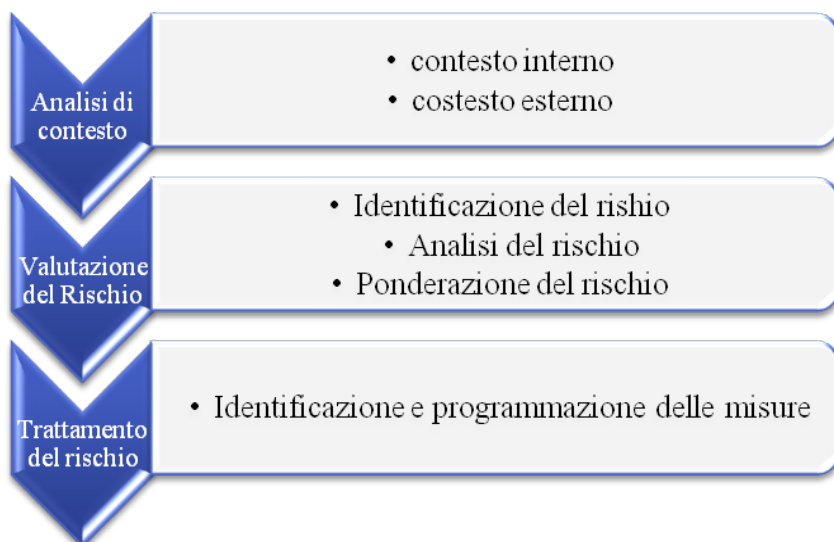 Analisi di
contesto
• contesto interno
• costesto esterno
Valutazione
del Rischio
• Identificazione del rishio
• Analisi del rischio
• Ponderazione del rischio
Trattamento
del rischio
• Identificazione e programmazione delle misure